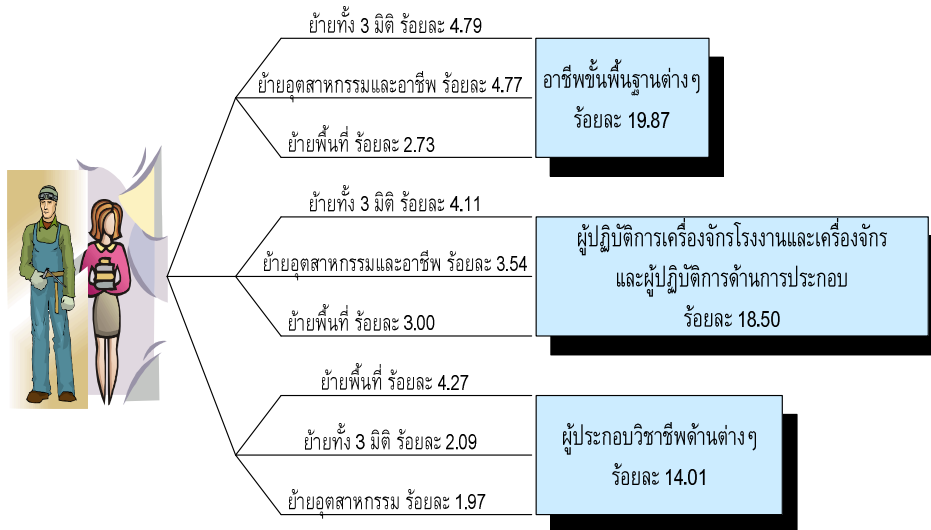 ย้ายทั้ง 3 มิติ ร้อยละ 4.79
ย้ายอุตสาหกรรมและอาชีพ ร้อยละ 4.77
ย้ายพื้นที่ ร้อยละ 2.73
อาชีพขั้นพื้นฐานต่างๆ
ร้อยละ 19.87
ย้ายทั้ง 3 มิติ ร้อยละ 4.11
ย้ายอุตสาหกรรมและอาชีพ ร้อยละ 3.54
ย้ายพื้นที่ ร้อยละ 3.00
ผู้ปฏิบัติการเครื่องจักรโรงงานและเครื่องจักร
และผู้ปฏิบัติการด้านการประกอบ
ร้อยละ 18.50
ย้ายพื้นที่ ร้อยละ 4.27
ย้ายทั้ง 3 มิติ ร้อยละ 2.09
ย้ายอุตสาหกรรม ร้อยละ 1.97
ผู้ประกอบวิชาชีพด้านต่างๆ
ร้อยละ 14.01